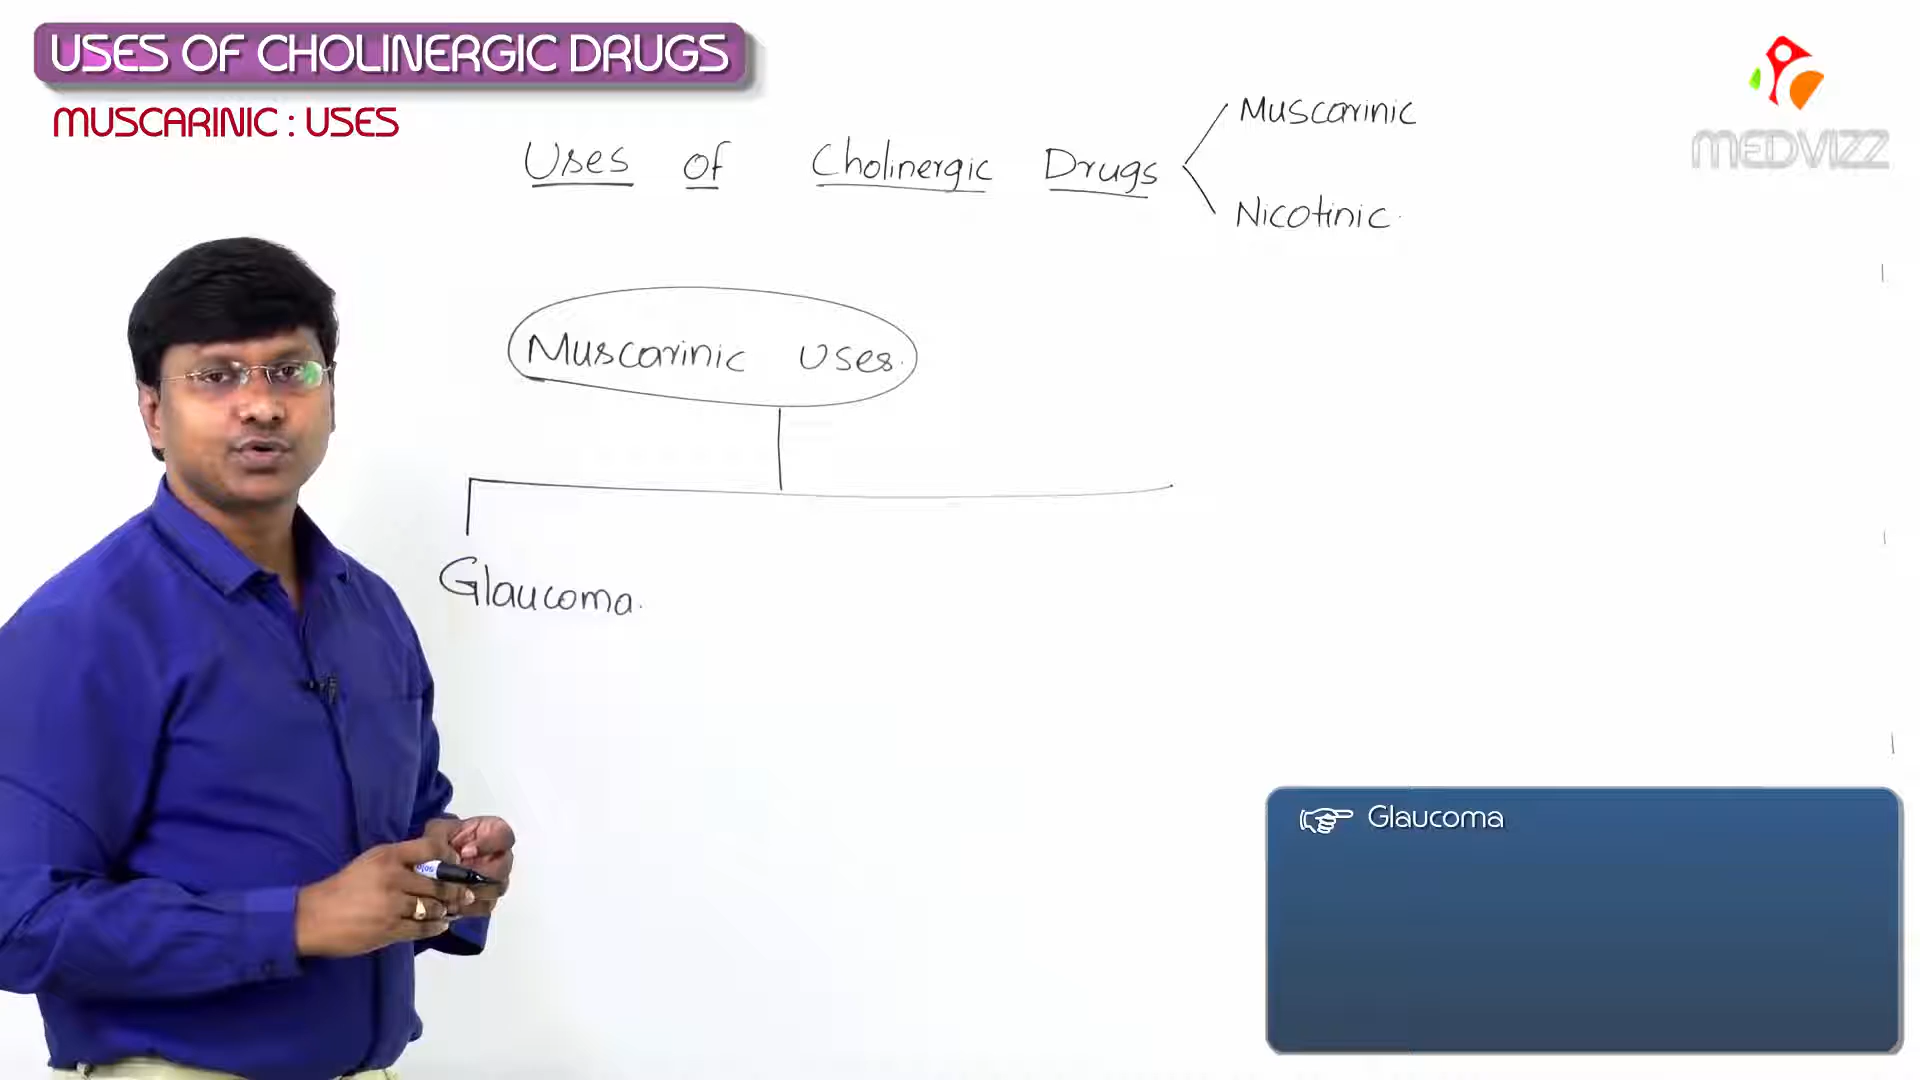 USES OF CHOLINERGIC DRUGS
MUSCARINIC : USES
MEDVIZZ
Uses of Cholinergic Drugs
Muscarinic
Nicotinic
Muscarinic Uses.
Glaucoma.
Glaucoma